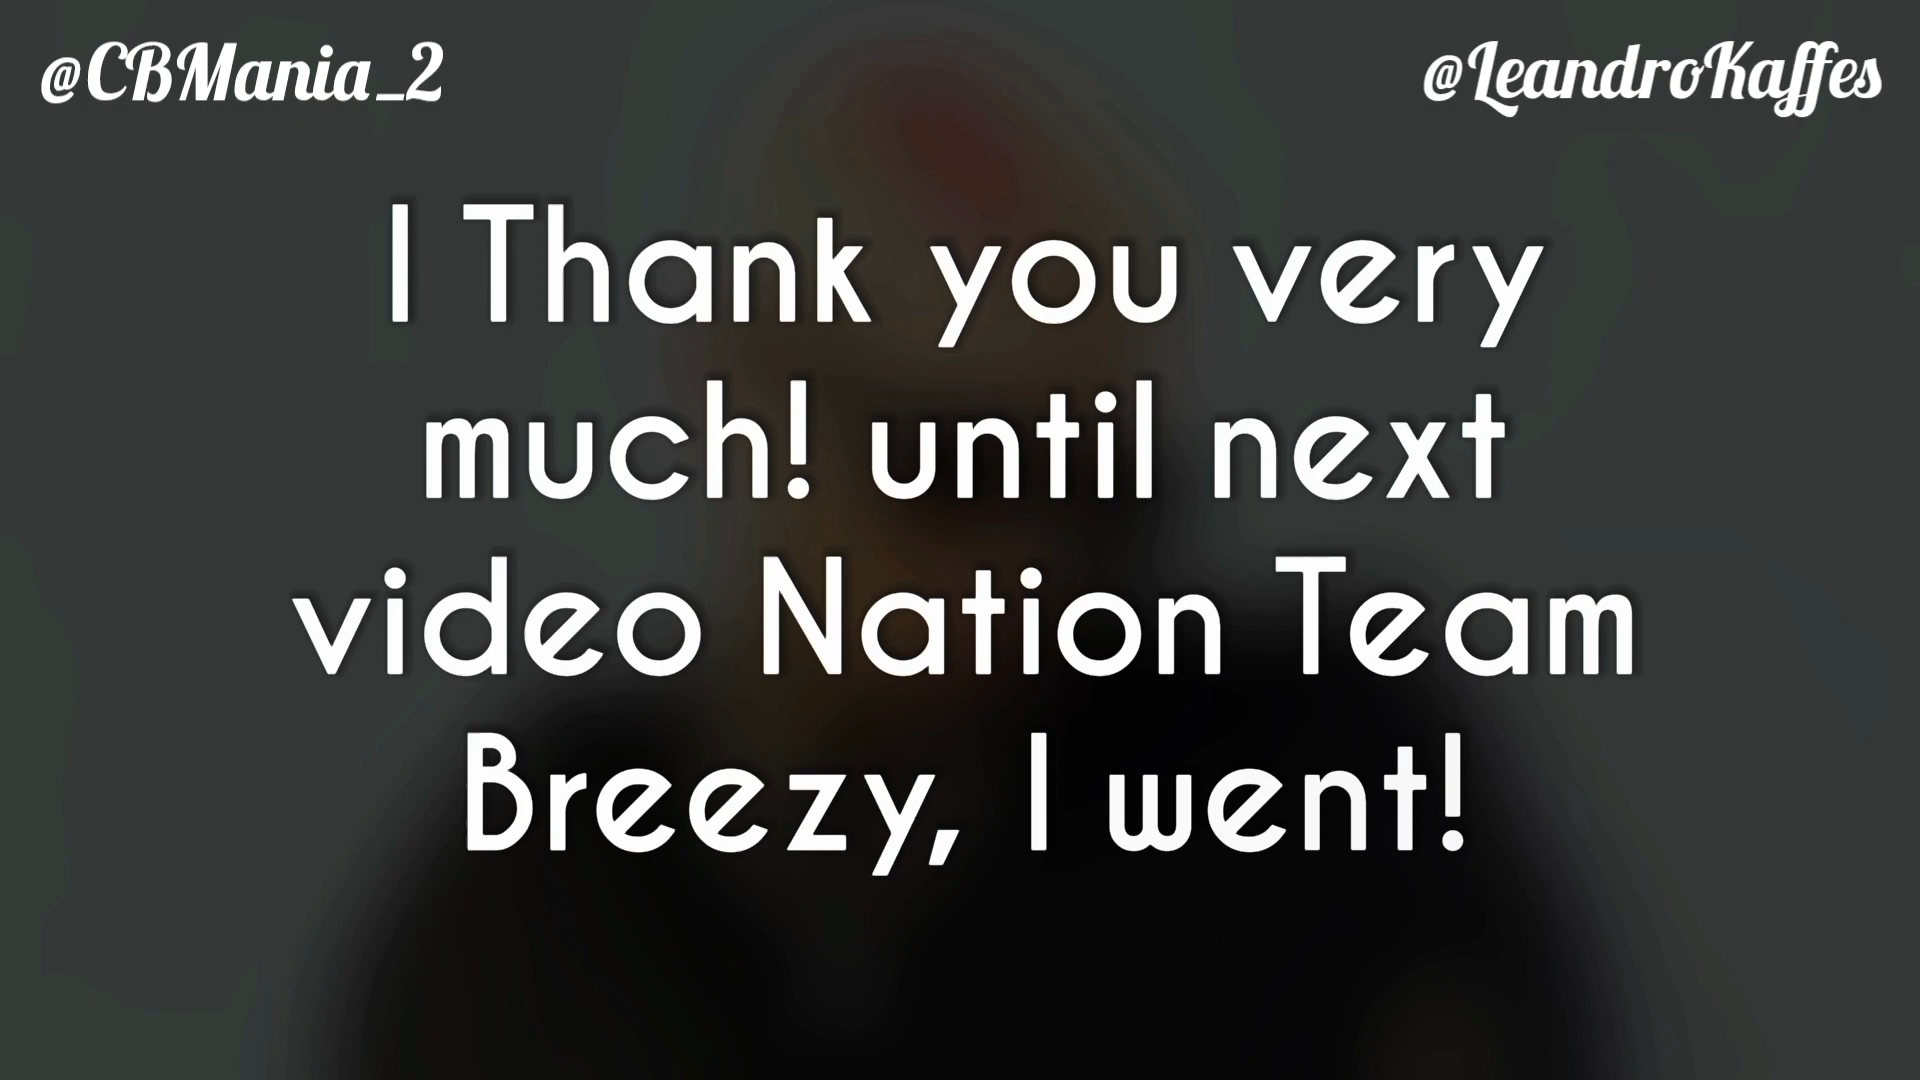 @CBMania_2
@LeandroKaffes
I Thank you very
much! until next
video Nation Team
Breezy, I went!